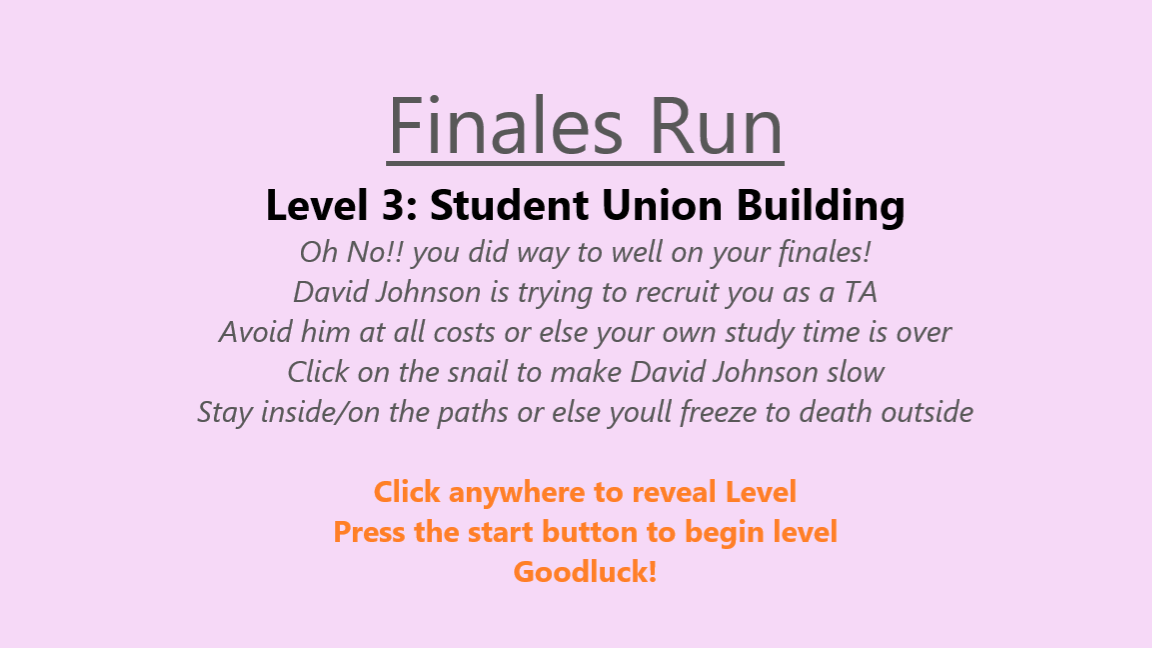 Finales Run
Level 3: Student Union Building
Oh No!! you did way to well on your finales!
David Johnson is trying to recruit you as a TA
Avoid him at all costs or else your own study time is over
Click on the snail to make David Johnson slow
Stay inside/on the paths or else youll freeze to death outside
Click anywhere to reveal Level
Press the start button to begin level
Goodluck!